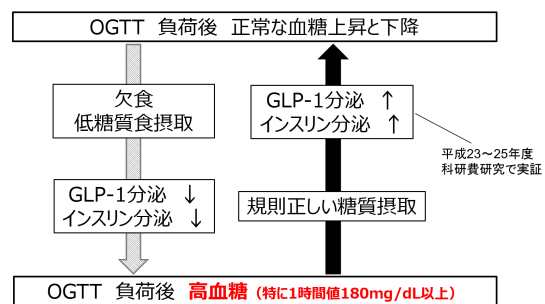 OGTT 負荷後 正常な血糖上昇と下降
欠食
低糖質食摂取
GLP-1分泌 ↓
インスリン分泌 ↓
GLP-1分泌 ↑
インスリン分泌 ↑
平成23～25年度
科研費研究で実証
規則正しい糖質摂取
OGTT 負荷後 高血糖（特に1時間値180mg/dL以上）